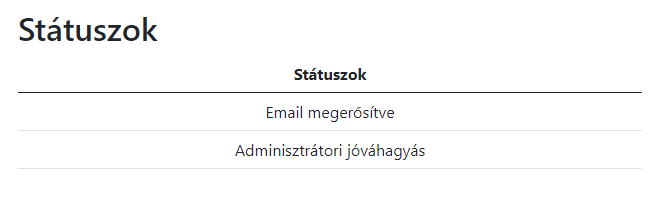 Státuszok
Státuszok
Email megerősítve
Adminisztrátori jóváhagyás